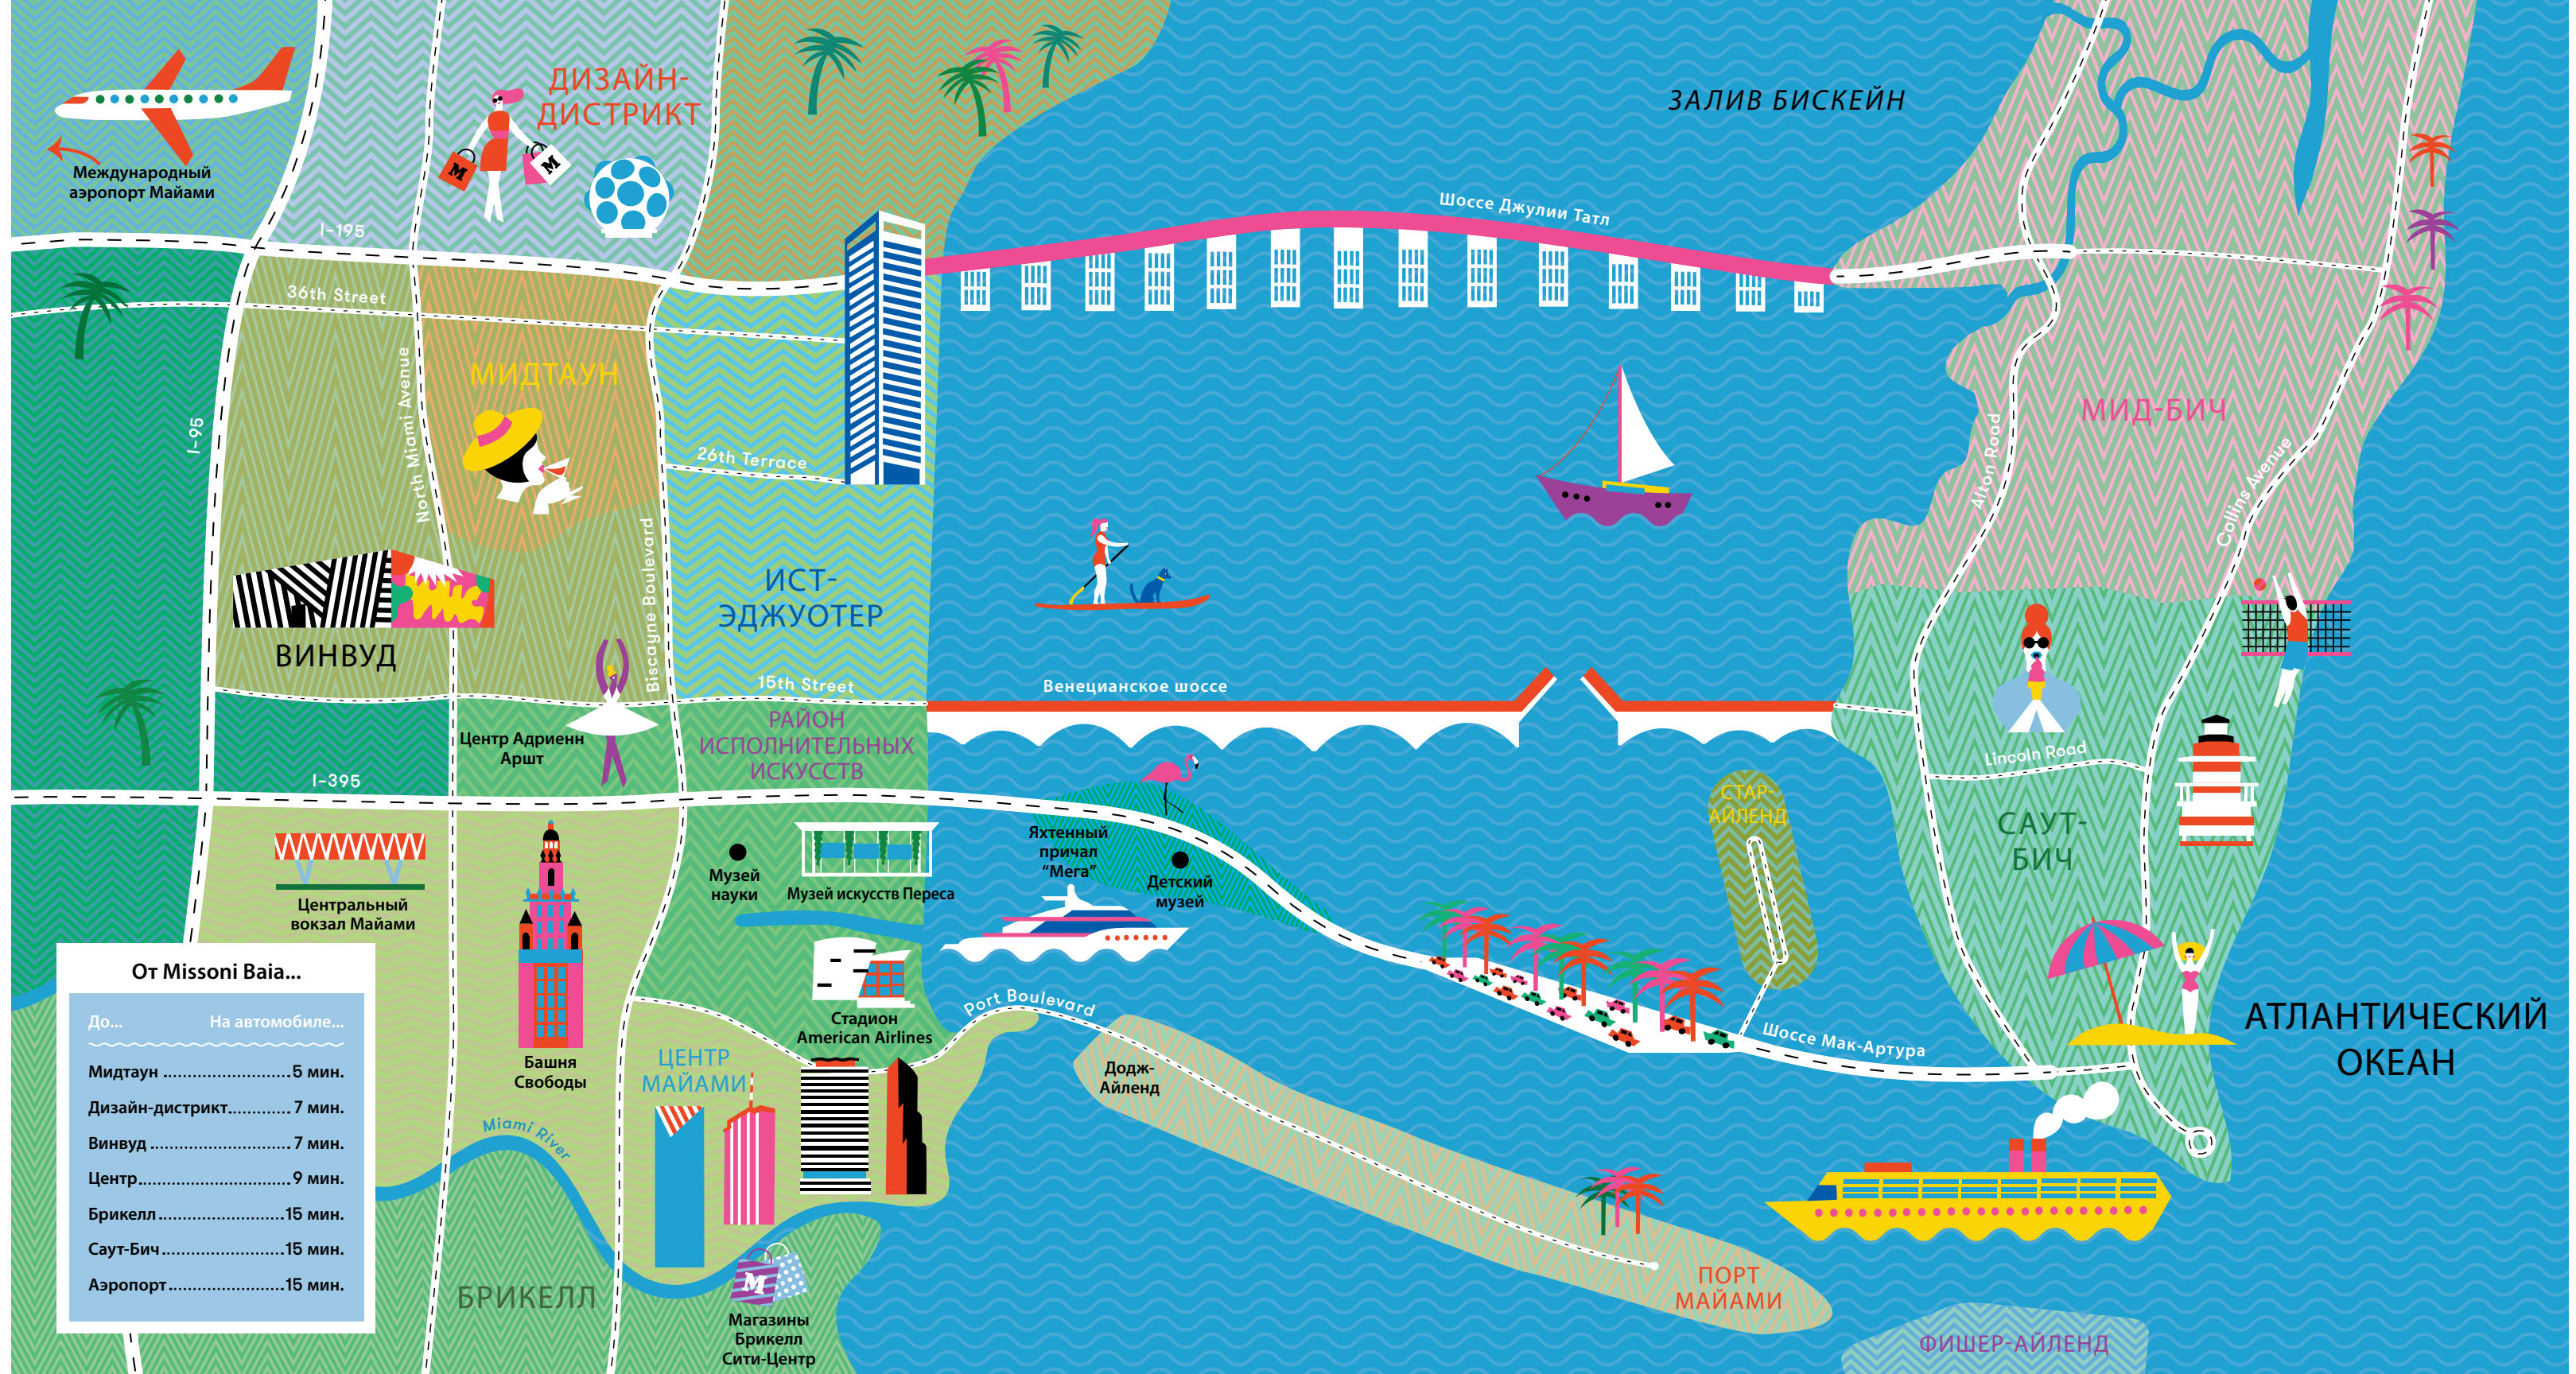 ДИЗАЙН-
ДИСТРИКТ
M
M
Международный
аэропорт Майами
ЗАЛИВ БИСКЕЙН
Шоссе Джулии Татл
I-195
36th Street
МИДТАУН
North Miami Avenue
I-95
26th Terrace
МИД-БИЧ
Alton Road
Collins Avenue
ИСТ-
ЭДЖУОТЕР
Biscayne Boulevard
ВИНВУД
15th Street
Венецианское шоссе
РАЙОН
ИСПОЛНИТЕЛЬНЫХ
ИСКУССТВ
Центр Адриенн
Аршт
I-395
Lincoln Road
СТАР-
АЙЛЕНД
САУТ-
БИЧ
Яхтенный
причал
“Мега”
Детский
музей
Музей
науки
Музей искусств Переса
Центральный
вокзал Майами
Стадион
American Airlines
Port Boulevard
Башня
Свободы
ЦЕНТР
МАЙАМИ
Додж-
Айленд
Шоссе Мак-Артура
АТЛАНТИЧЕСКИЙ
ОКЕАН
Miami River
От Missoni Baia...
До... На автомобиле...
Мидтаун ........................ 5 мин.
Дизайн-дистрикт............ 7 мин.
Винвуд ........................... 7 мин.
Центр............................. 9 мин.
Брикелл........................ 15 мин.
Саут-Бич....................... 15 мин.
Аэропорт...................... 15 мин.
БРИКЕЛЛ
M
Магазины
Брикелл
Сити-Центр
ПОРТ
МАЙАМИ
ФИШЕР-АЙЛЕНД